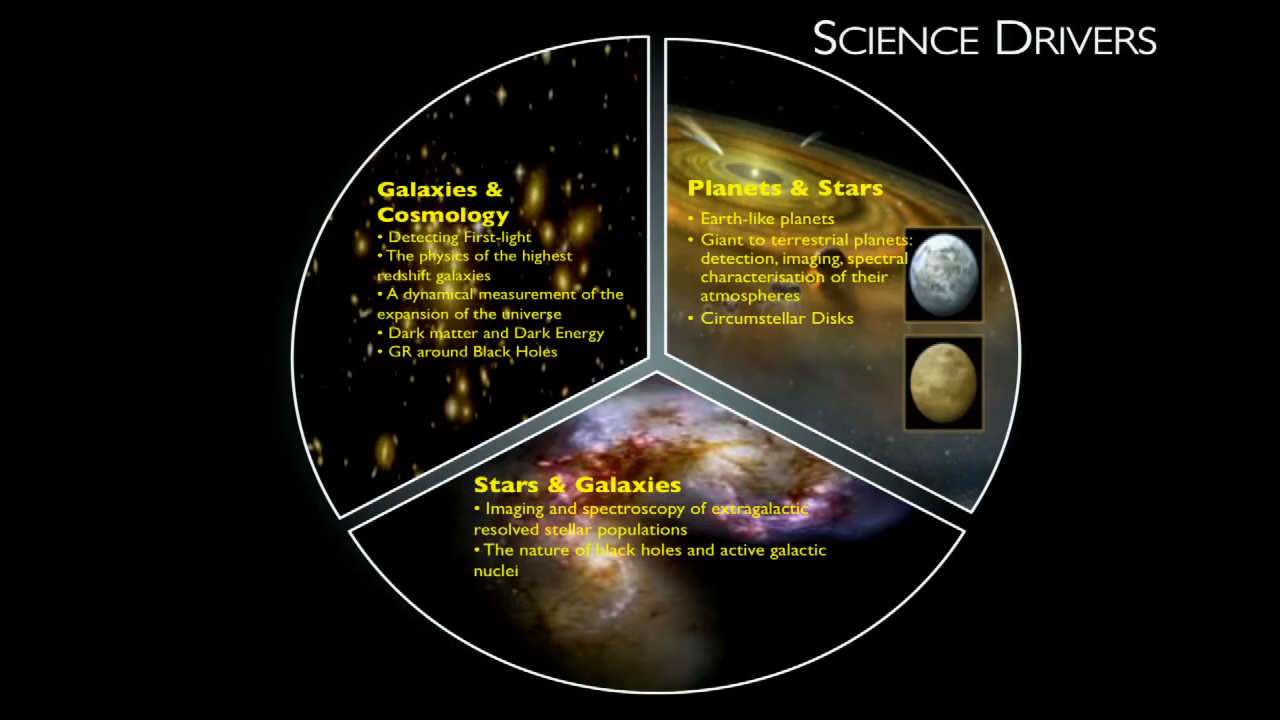 SCIENCE DRIVERS
Galaxies &
Cosmology
• Detecting First-light
• The physics of the highest
redshift galaxies
• A dynamical measurement of the
expansion of the universe
• Dark matter and Dark Energy
• GR around Black Holes
Planets & Stars
• Earth-like planets
• Giant to terrestrial planets:
detection, imaging, spectral
characterisation of their
atmospheres
• Circumstellar Disks
Stars & Galaxies
• Imaging and spectroscopy of extragalactic
resolved stellar populations
• The nature of black holes and active galactic
nuclei